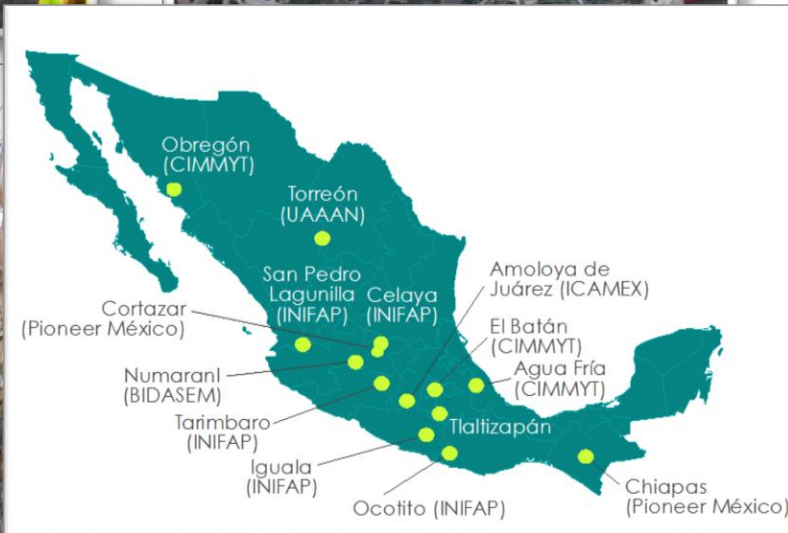 Obregón
(CIMMYT)
Torreón
(UAAAN)
San Pedro
Lagunilla
(INIFAP)
Celaya
(INIFAP)
Amoloya de
Juárez (ICAMEX)
Cortazar
(Pioneer México)
El Batán
(CIMMYT)
Agua Fría
(CIMMYT)
NumaranI
(BIDASEM)
Tarimbaro
(INIFAP)
Tlaltizapán
Iguala
(INIFAP)
Ocotito (INIFAP)
Chiapas
(Pioneer México)